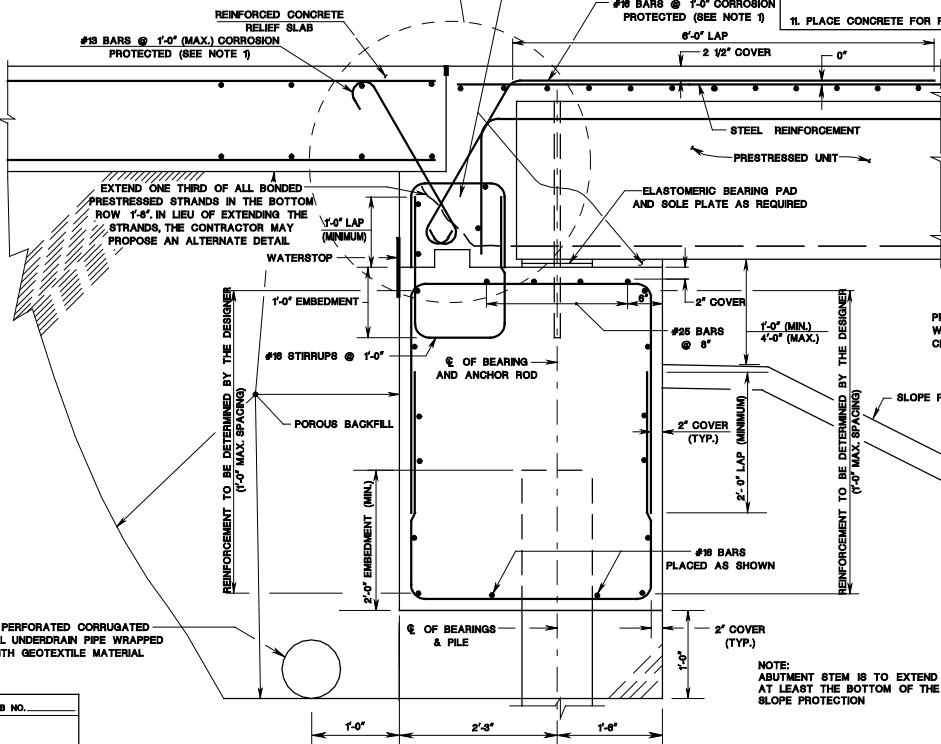 REINFORCED CONCRETE
RELIEF SLAB
#13 BARS @ 1'-0" (MAX.) CORROSION
PROTECTED (SEE NOTE 1)
#16 BARS @ 1'-0" CORROSION
PROTECTED (SEE NOTE 1)
11. PLACE CONCRETE FOR
6'-0" LAP
2 1/2" COVER
0"
STEEL REINFORCEMENT
PRESTRESSED UNIT
EXTEND ONE THIRD OF ALL BONDED
PRESTRESSED STRANDS IN THE BOTTOM
ROW 1'-8". IN LIEU OF EXTENDING THE
STRANDS, THE CONTRACTOR MAY
PROPOSE AN ALTERNATE DETAIL
1'-0" LAP
(MINIMUM)
ELASTOMERIC BEARING PAD
AND SOLE PLATE AS REQUIRED
WATERSTOP
1'-0" EMBEDMENT
6"
2" COVER
#25 BARS
@ 8"
1'-0" (MIN.)
4'-0" (MAX.)
#16 STIRRUPS @ 1'-0"
℄ OF BEARING
AND ANCHOR ROD
REINFORCEMENT TO BE DETERMINED BY THE DESIGNER
(1'-0" MAX. SPACING)
POROUS BACKFILL
2" COVER
(TYP.)
2'-0" LAP (MINIMUM)
REINFORCEMENT TO BE DETERMINED BY THE DESIGNER
(1'-0" MAX. SPACING)
SLOPE
2'-0" EMBEDMENT (MIN.)
#16 BARS
PLACED AS SHOWN
PERFORATED CORRUGATED
UNDERDRAIN PIPE WRAPPED
GEOTEXTILE MATERIAL
℄ OF BEARINGS
& PILE
2" COVER
(TYP.)
1'-0"
NOTE:
ABUTMENT STEM IS TO EXTEND
AT LEAST THE BOTTOM OF THE
SLOPE PROTECTION
B NO.
1'-0"
2'-3"
1'-6"